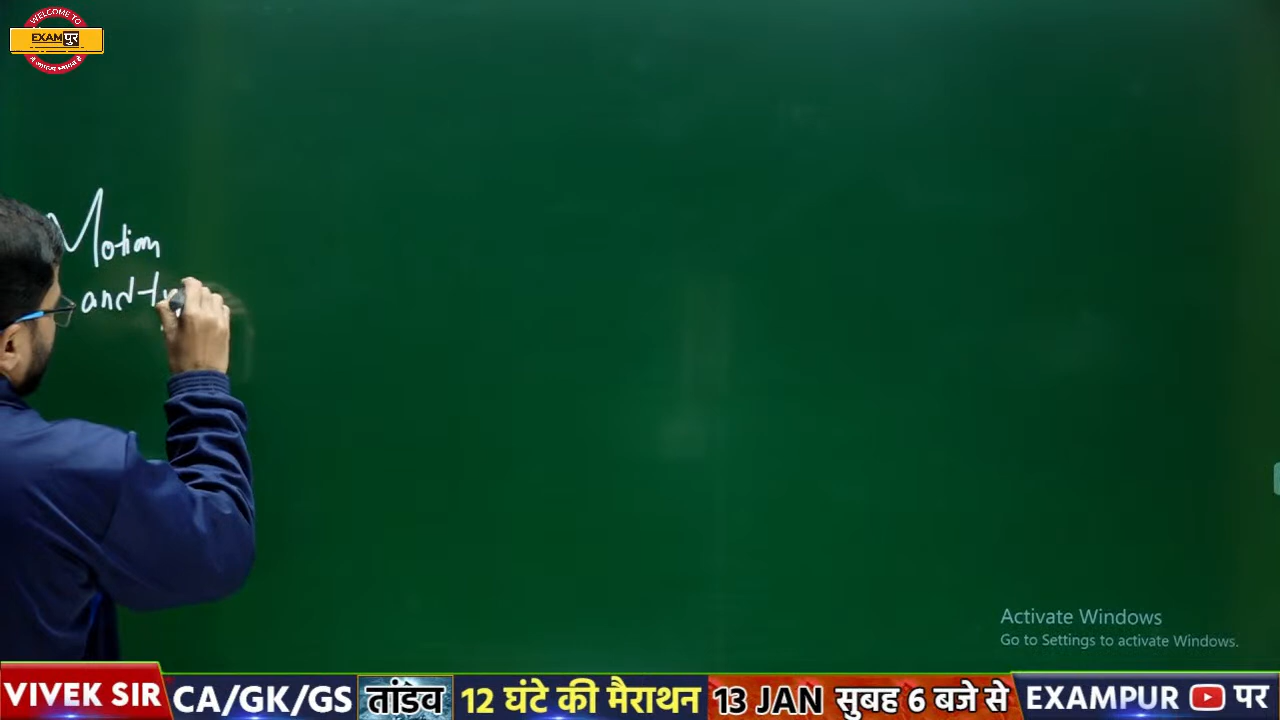 WELCOME TO
EXAMपुर
Motion
and
Activate Windows
Go to Settings to activate Windows.
VIVEK SIR CA/GK/GS तांडव 12 घंटे की मैराथन 13 JAN सुबह 6 बजे से EXAMPUR पर